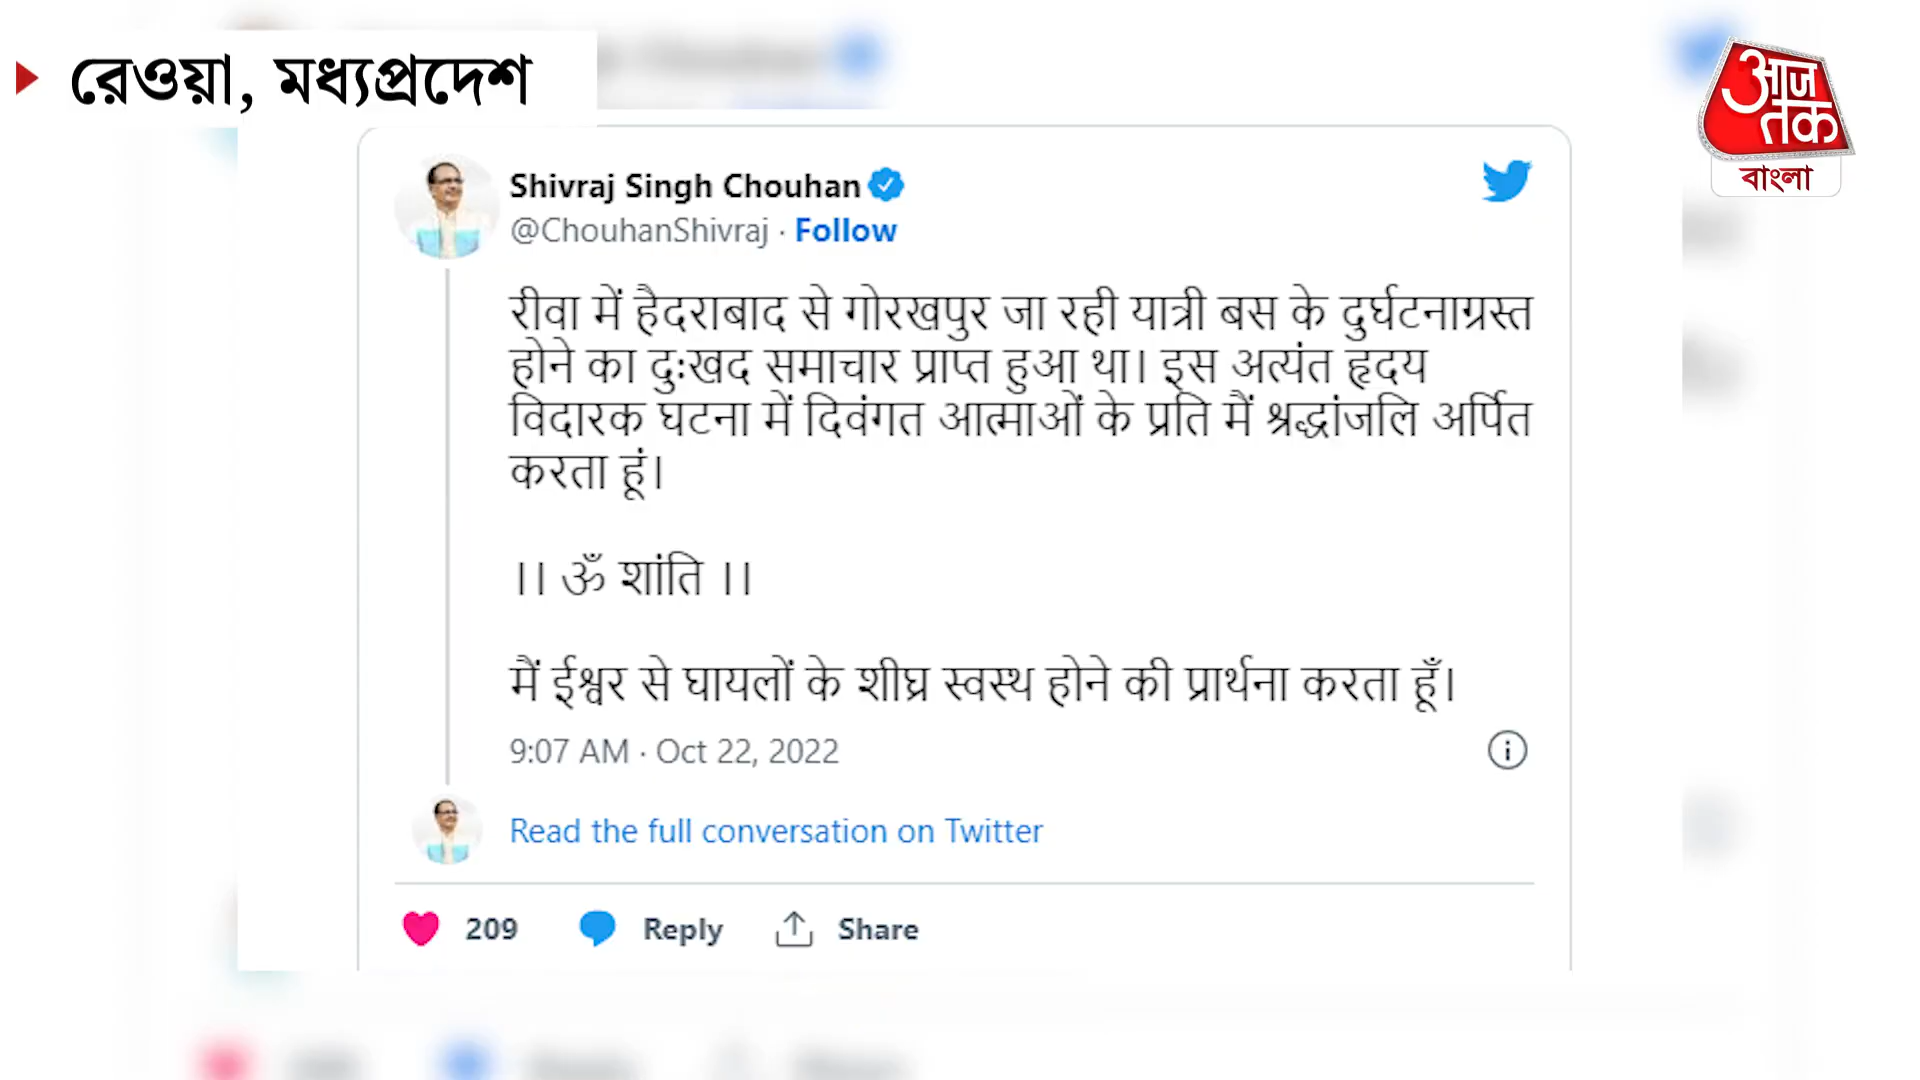 রেওয়া, মধ্যপ্রদেশ
आज
तक
বাংলা
Shivraj Singh Chouhan
@ChouhanShivraj · Follow
रीवा में हैदराबाद से गोरखपुर जा रही यात्री बस के दुर्घटनाग्रस्त
होने का दुःखद समाचार प्राप्त हुआ था। इस अत्यंत हृदय
विदारक घटना में दिवंगत आत्माओं के प्रति मैं श्रद्धांजलि अर्पित
करता हूं।
।। ॐ शांति ।।
मैं ईश्वर से घायलों के शीघ्र स्वस्थ होने की प्रार्थना करता हूँ।
9:07 AM · Oct 22, 2022
Read the full conversation on Twitter
209 Reply Share